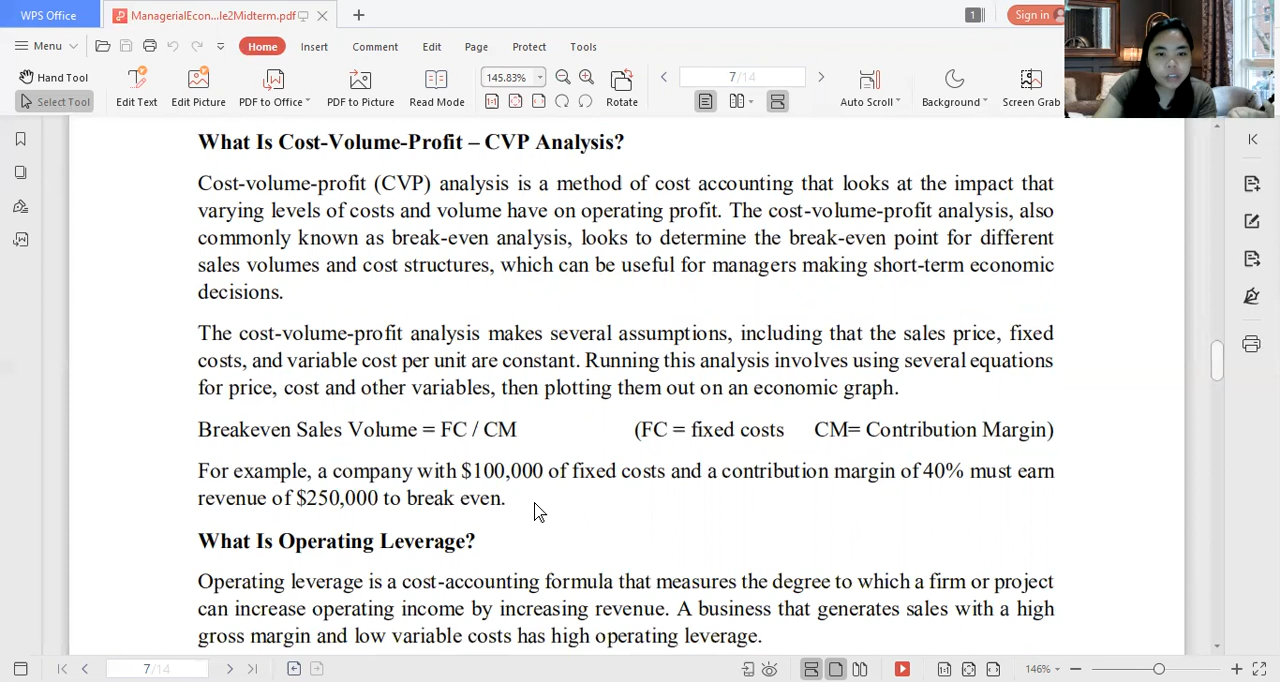 WPS Office
ManagerialEcon...le2Midterm.pdf
1
Sign in
Menu
Home
Insert
Comment
Edit
Page
Protect
Tools
Hand Tool
Select Tool
Edit Text
Edit Picture
PDF to Office
PDF to Picture
Read Mode
145.83%
Rotate
7/14
Auto Scroll
Background
Screen Grab
What Is Cost-Volume-Profit – CVP Analysis?
Cost-volume-profit (CVP) analysis is a method of cost accounting that looks at the impact that
varying levels of costs and volume have on operating profit. The cost-volume-profit analysis, also
commonly known as break-even analysis, looks to determine the break-even point for different
sales volumes and cost structures, which can be useful for managers making short-term economic
decisions.
The cost-volume-profit analysis makes several assumptions, including that the sales price, fixed
costs, and variable cost per unit are constant. Running this analysis involves using several equations
for price, cost and other variables, then plotting them out on an economic graph.
Breakeven Sales Volume = FC / CM (FC = fixed costs CM= Contribution Margin)
For example, a company with $100,000 of fixed costs and a contribution margin of 40% must earn
revenue of $250,000 to break even.
What Is Operating Leverage?
Operating leverage is a cost-accounting formula that measures the degree to which a firm or project
can increase operating income by increasing revenue. A business that generates sales with a high
gross margin and low variable costs has high operating leverage.
7/14
146%